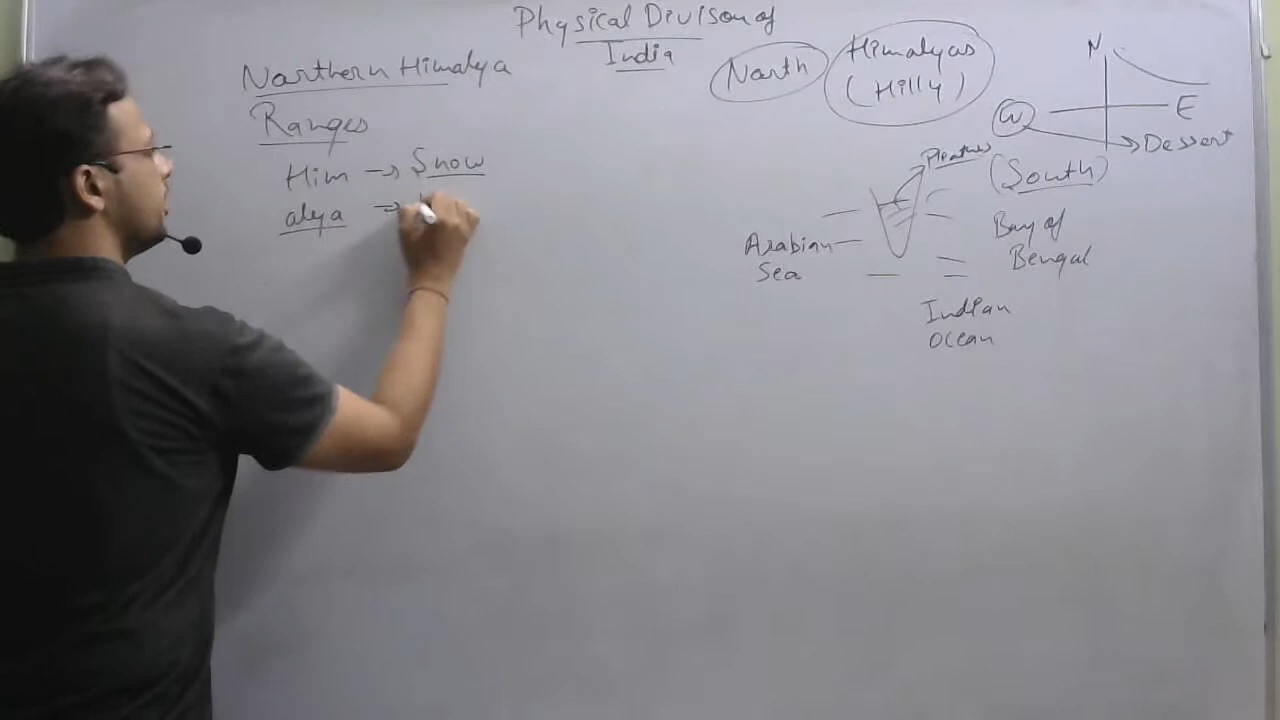 Physical Divison of
India
Northern Himalya
Ranges
Him → Snow
alya →
North
Himalyas
(Hilly)
N
W
E
Dessert
(South)
Arabian
Sea
Bay of
Bengal
Indian
Ocean